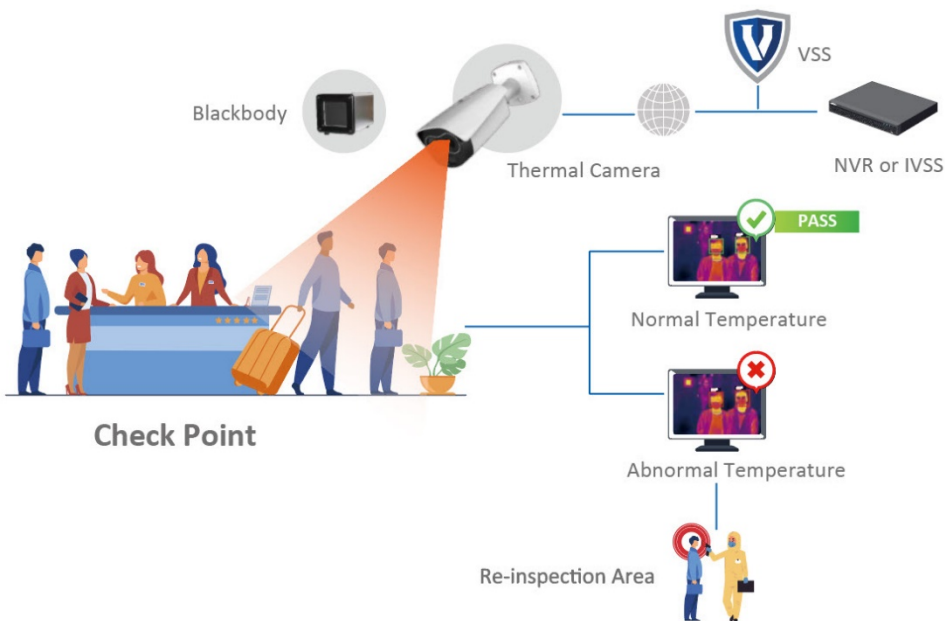 VSS
Blackbody
Thermal Camera
NVR or IVSS
PASS
Normal Temperature
Check Point
Abnormal Temperature
Re-inspection Area